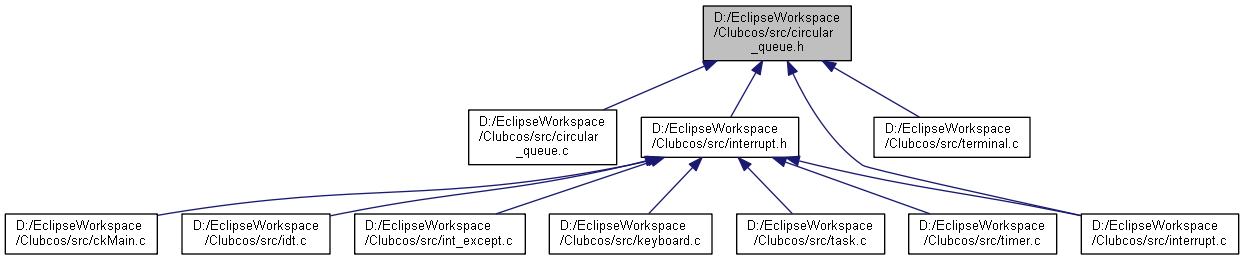 D:/EclipseWorkspace
/Clubcos/src/circular
_queue.h
D:/EclipseWorkspace
/Clubcos/src/circular
_queue.c
D:/EclipseWorkspace
/Clubcos/src/interrupt.h
D:/EclipseWorkspace
/Clubcos/src/terminal.c
D:/EclipseWorkspace
/Clubcos/src/ckMain.c
D:/EclipseWorkspace
/Clubcos/src/idt.c
D:/EclipseWorkspace
/Clubcos/src/int_except.c
D:/EclipseWorkspace
/Clubcos/src/keyboard.c
D:/EclipseWorkspace
/Clubcos/src/task.c
D:/EclipseWorkspace
/Clubcos/src/timer.c
D:/EclipseWorkspace
/Clubcos/src/interrupt.c